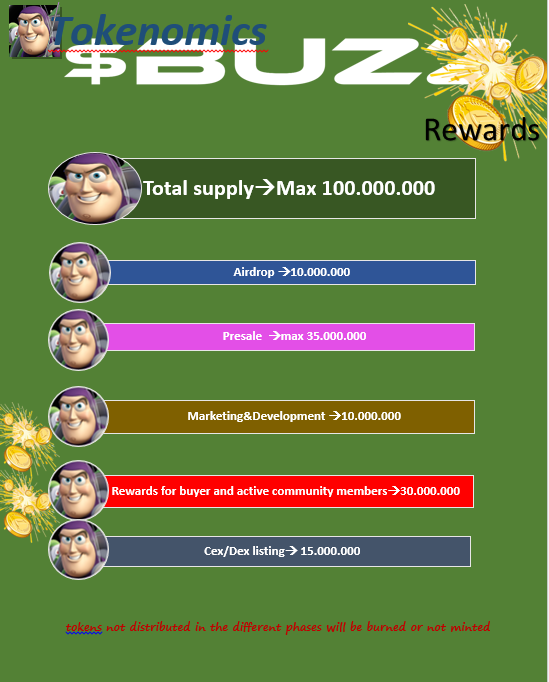 Tokenomics
$BUZZ
Rewards
Total supply→Max 100.000.000
Airdrop →10.000.000
Presale →max 35.000.000
Marketing&Development →10.000.000
Rewards for buyer and active community members→30.000.000
Cex/Dex listing→ 15.000.000
tokens not distributed in the different phases will be burned or not minted